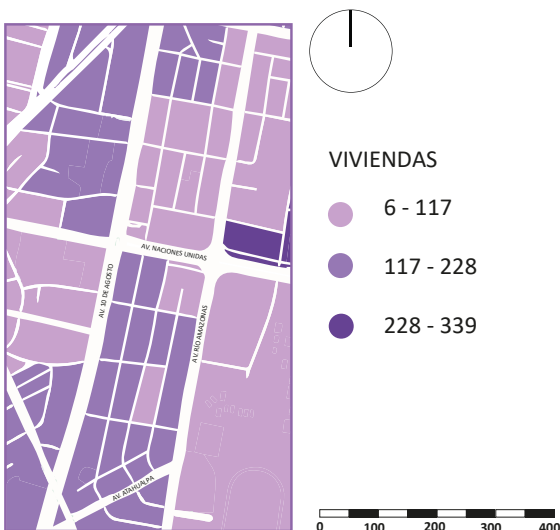 VIVIENDAS
6 - 117
117 - 228
228 - 339
AV. NACIONES UNIDAS
AV. 10 DE AGOSTO
AV. RIO AMAZONAS
AV. ATAHUALPA
0 100 200 300 400